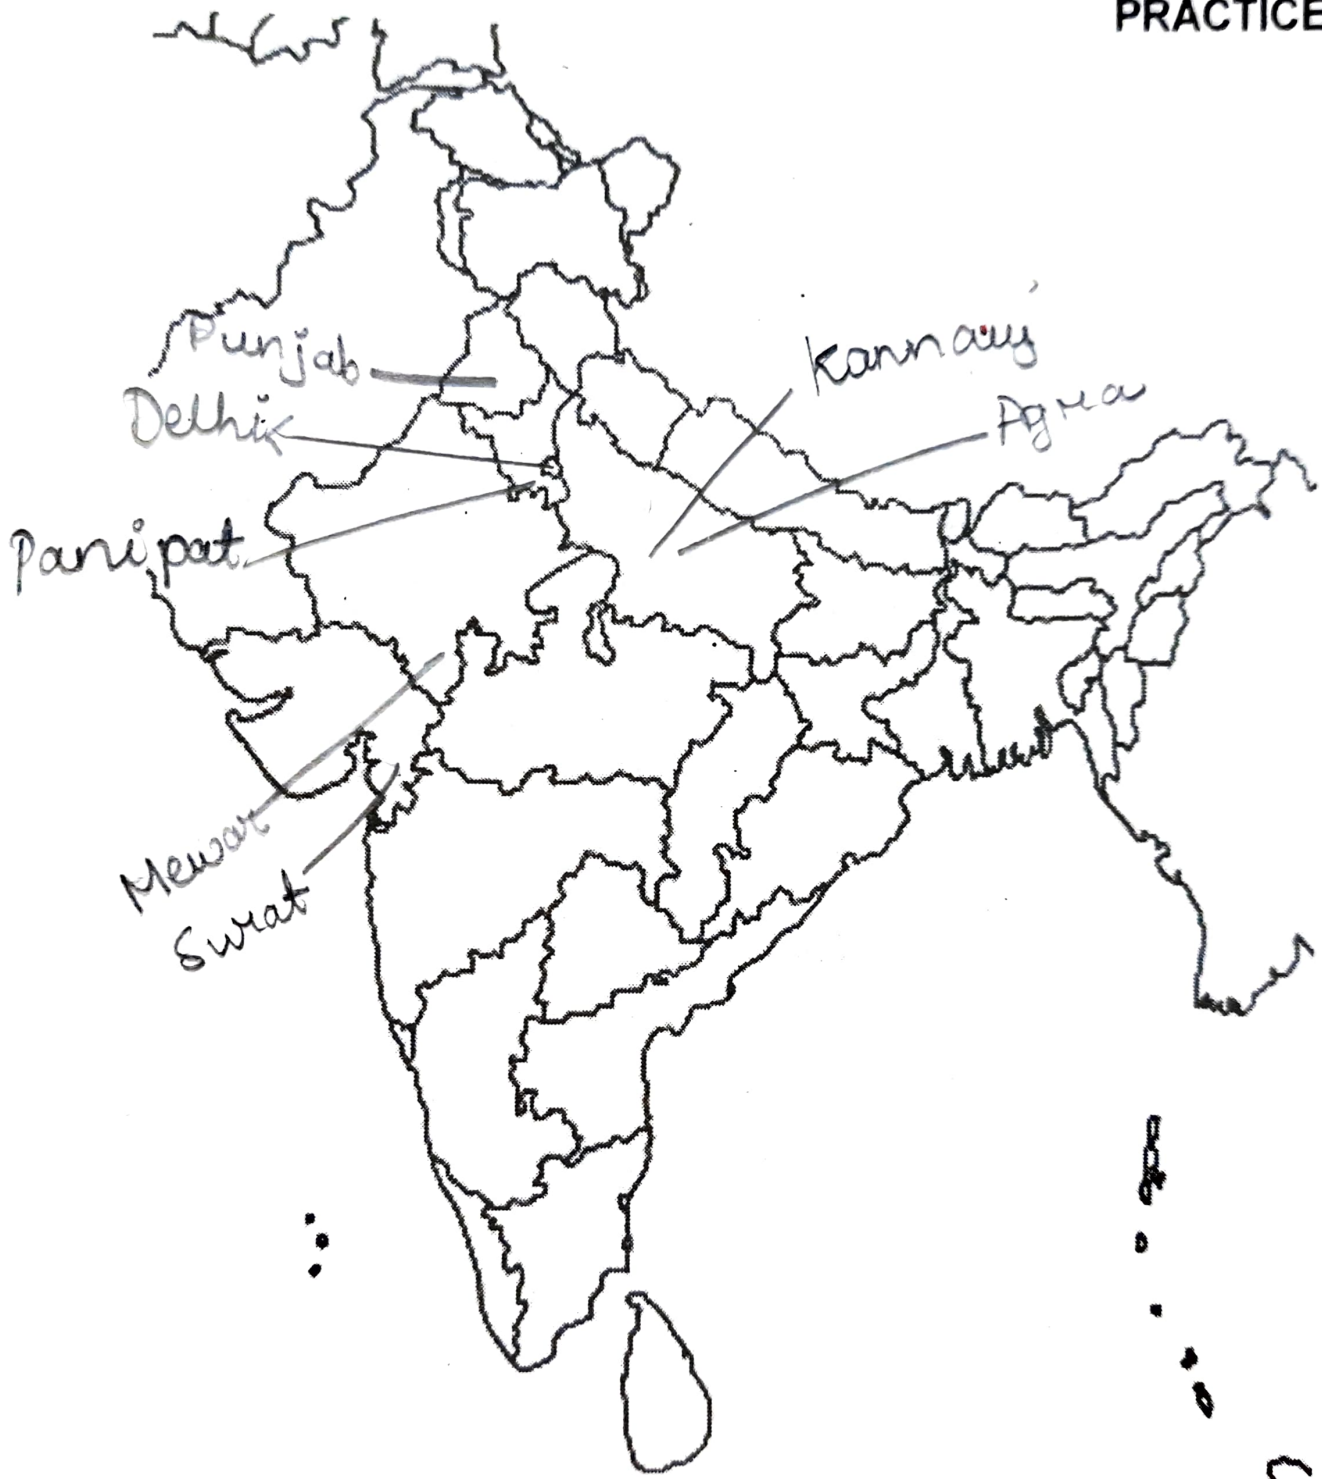 PRACTICE
Punjab
Kannauj
Delhi
Agra
Panipat
Mewar
Surat